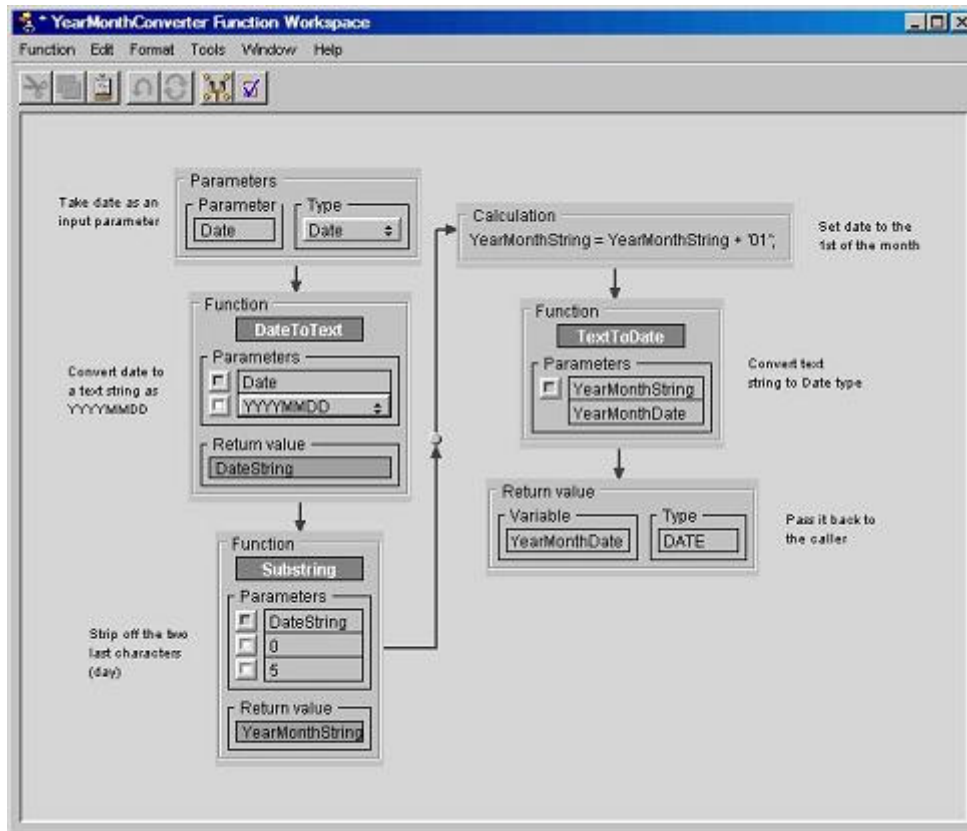 * YearMonthConverter Function Workspace
Function Edit Format Tools Window Help
Take date as an
input parameter
Parameters
Parameter Type
Date Date
Convert date to
a text string as
YYYYMMDD
Function
DateToText
Parameters
Date
YYYYMMDD
Return value
DateString
Strip off the two
last characters
(day)
Function
Substring
Parameters
DateString
0
5
Return value
YearMonthString
Calculation
YearMonthString = YearMonthString + '01';
Set date to the
1st of the month
Function
TextToDate
Parameters
YearMonthString
YearMonthDate
Convert text
string to Date type
Return value
Variable Type
YearMonthDate DATE
Pass it back to
the caller